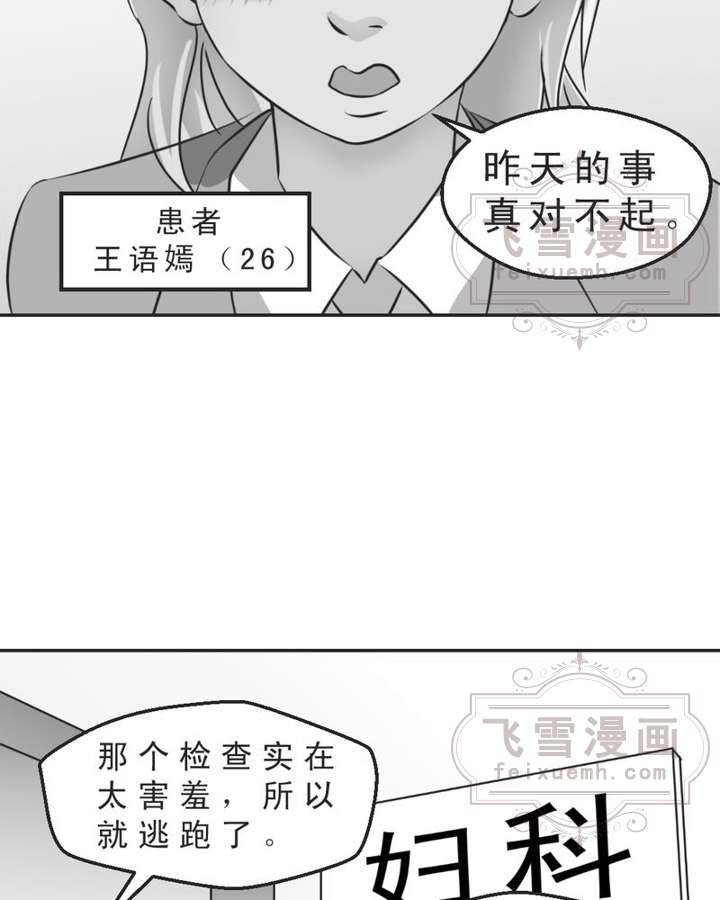 昨天的事
真对不起。
患者
王语嫣（26）
飞雪漫画
feixuemh.com
飞雪漫画
feixuemh.com
那个检查实在
太害羞，所以
就逃跑了。
妇科